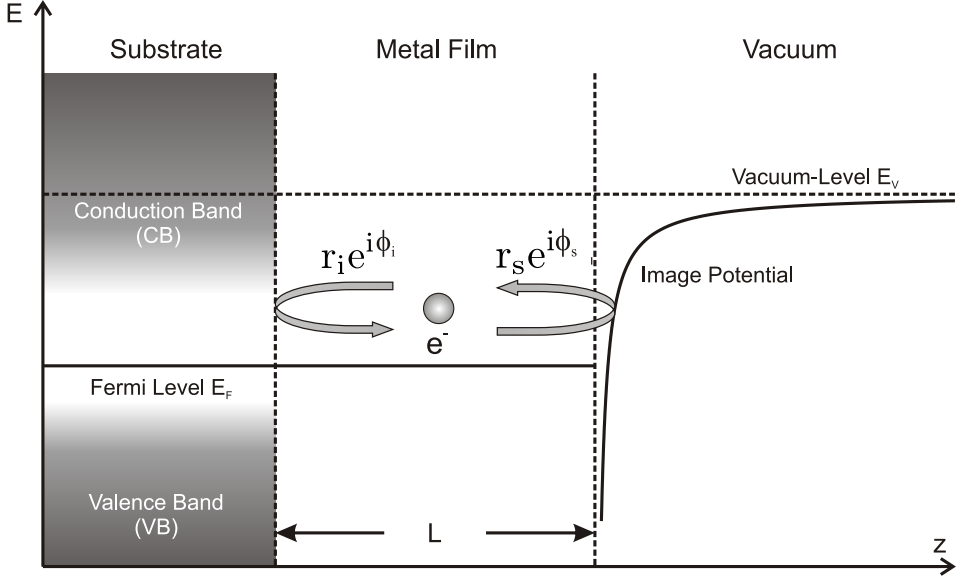 E
Substrate
Metal Film
Vacuum
Vacuum-Level E_V
Conduction Band
(CB)
r_i e^{iϕ_i}
r_s e^{iϕ_s}
Image Potential
e^-
Fermi Level E_F
Valence Band
(VB)
L
z